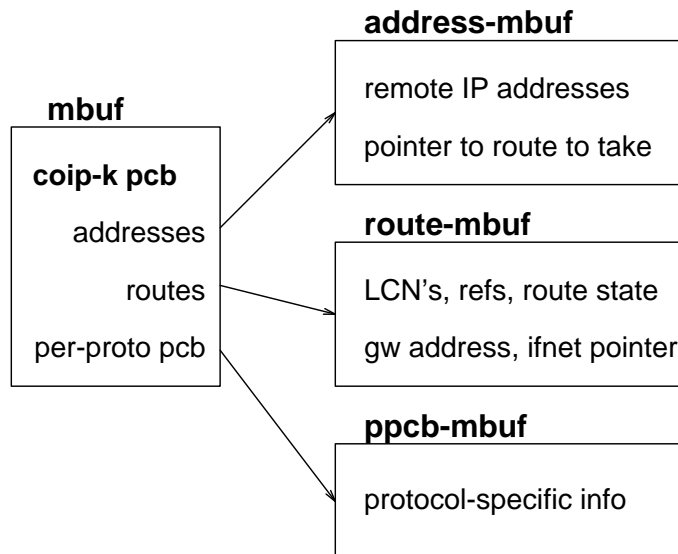 mbuf
coip-k pcb
addresses
routes
per-proto pcb
address-mbuf
remote IP addresses
pointer to route to take
route-mbuf
LCN's, refs, route state
gw address, ifnet pointer
ppcb-mbuf
protocol-specific info